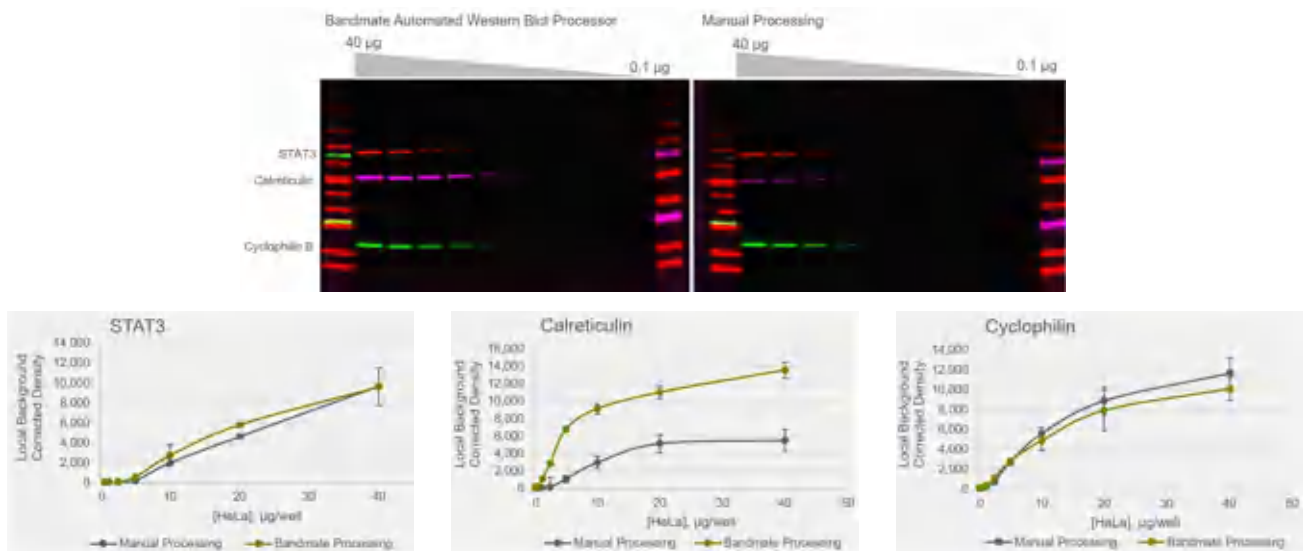 Bandmate Automated Western Blot Processor
Manual Processing
40 µg
0.1 µg
40 µg
0.1 µg
STAT3
Calreticulin
Cyclophilin B
STAT3
14 000
12,000
10,000
8,000
6,000
4,000
2,000
0
Local Background
Corrected Density
0 10 20 30 40
[HeLa], µg/well
Manual Processing Bandmate Processing
Calreticulin
16,000
14,000
12,000
10,000
8,000
6,000
4,000
2,000
0
Local Background
Corrected Density
0 10 20 30 40 50
[HeLa], µg/well
Manual Processing Bandmate Processing
Cyclophilin
14,000
12,000
10,000
8,000
6,000
4,000
2,000
0
Local Background
Corrected Density
0 10 20 30 40 50
[HeLa], µg/well
Manual Processing Bandmate Processing